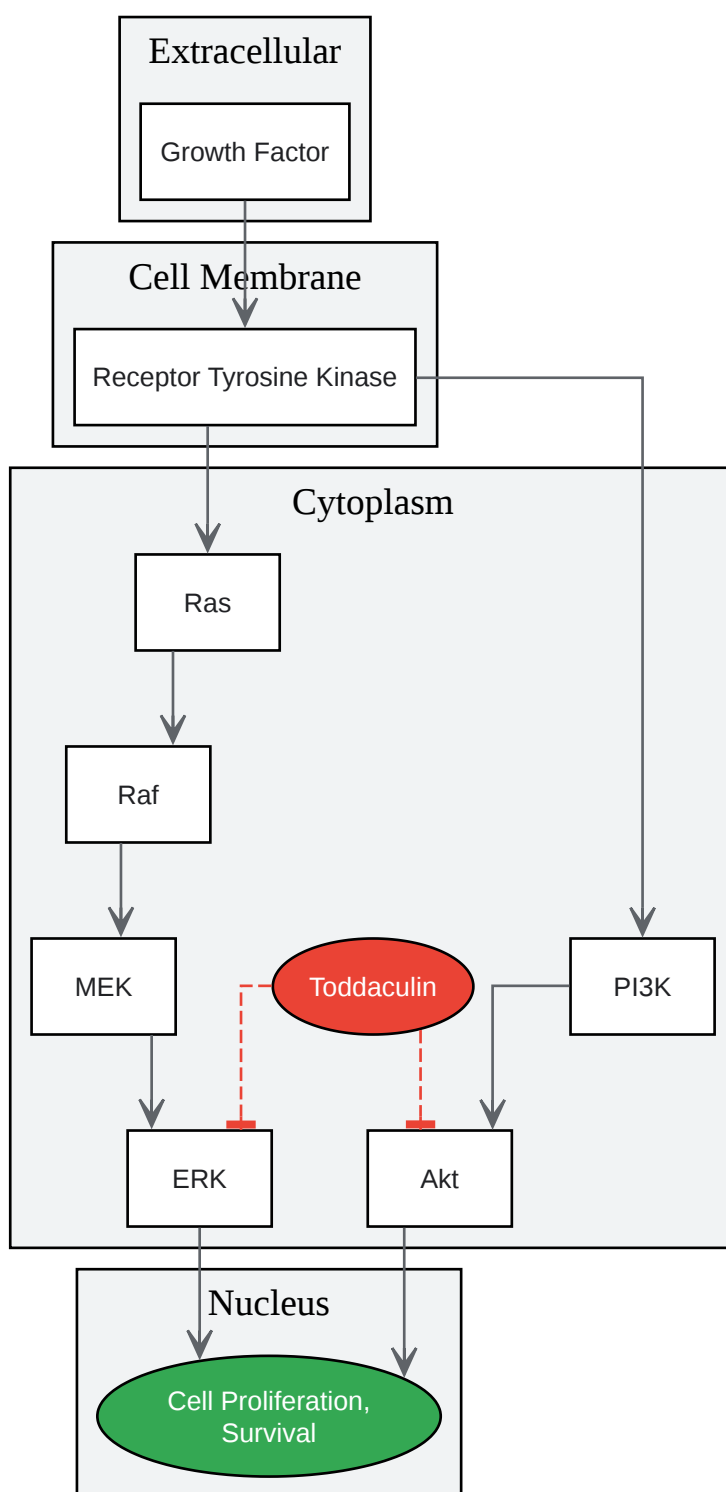 Extracellular
Growth Factor
Cell Membrane
Receptor Tyrosine Kinase
Cytoplasm
Ras
Raf
MEK
Toddaculin
PI3K
ERK
Akt
Nucleus
Cell Proliferation,
Survival